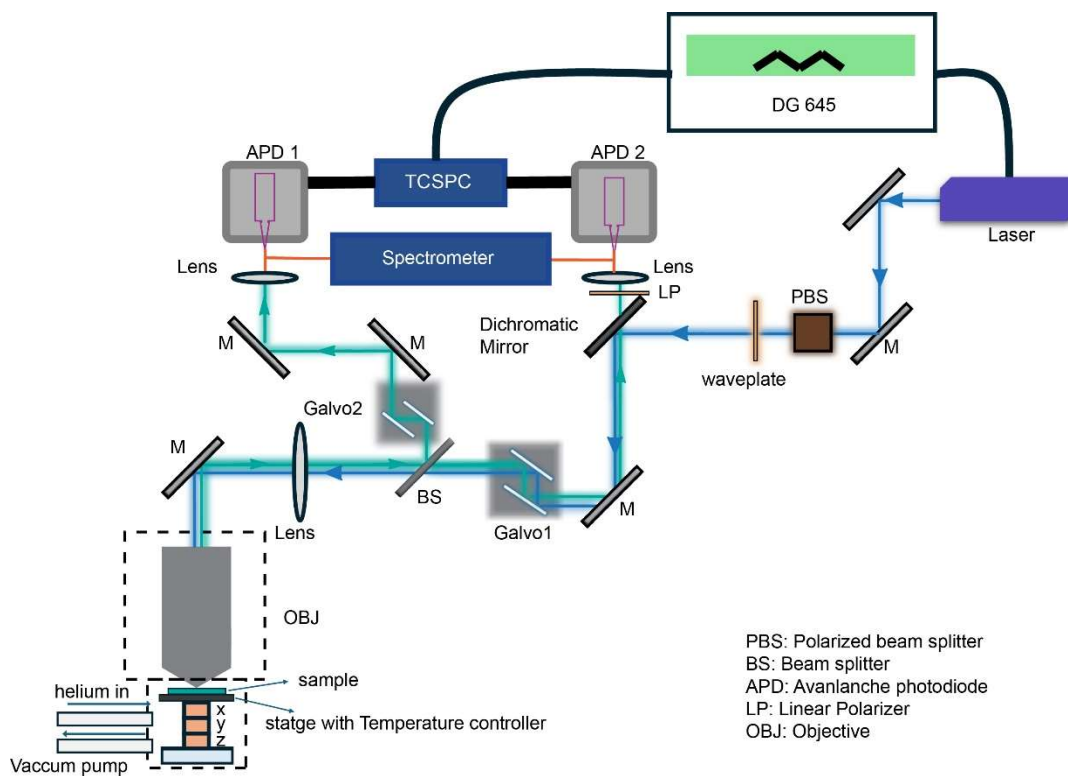 DG 645
APD 1
TCSPC
APD 2
Laser
Spectrometer
Lens
Lens
LP
PBS
Dichromatic
Mirror
M
M
M
waveplate
Galvo2
M
BS
M
Lens
Galvo1
OBJ
PBS: Polarized beam splitter
BS: Beam splitter
APD: Avanlanche photodiode
LP: Linear Polarizer
OBJ: Objective
sample
helium in
x
statge with Temperature controller
y
z
Vaccum pump